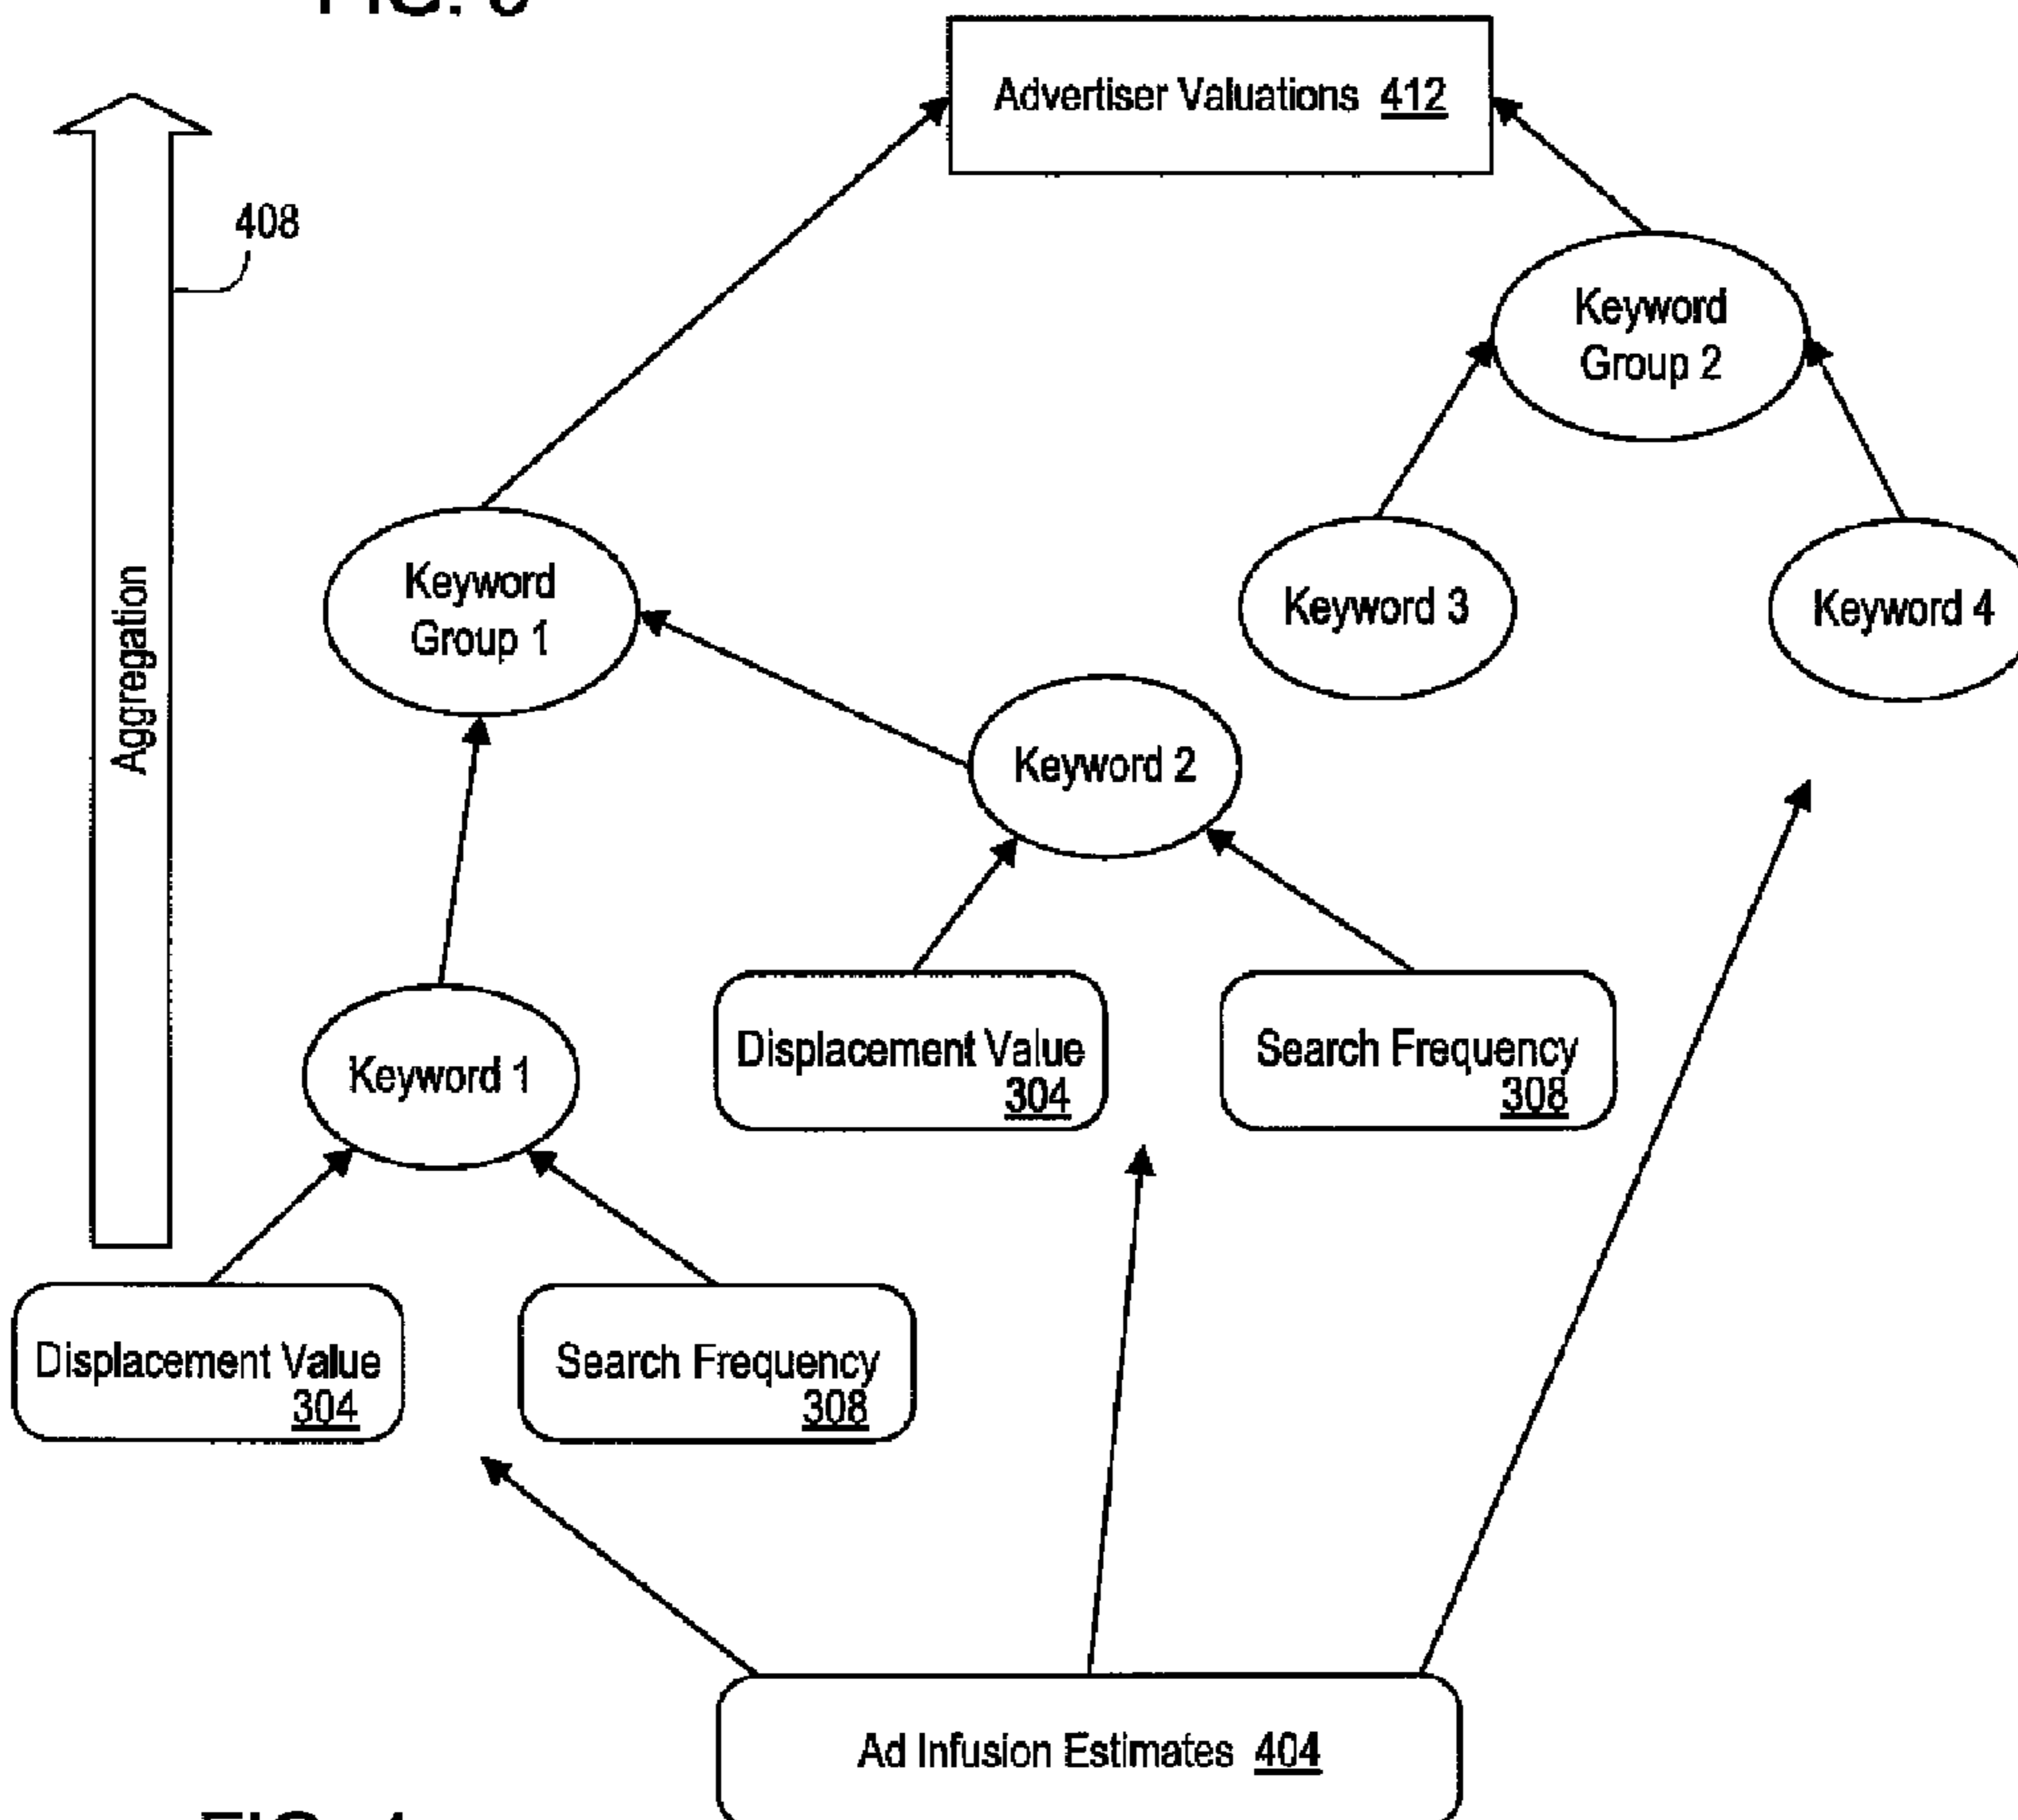 Advertiser Valuations 412
408
Keyword
Group 2
Aggregation
Keyword
Group 1
Keyword 3
Keyword 4
Keyword 2
Displacement Value
304
Search Frequency
308
Keyword 1
Displacement Value
304
Search Frequency
308
Ad Infusion Estimates 404